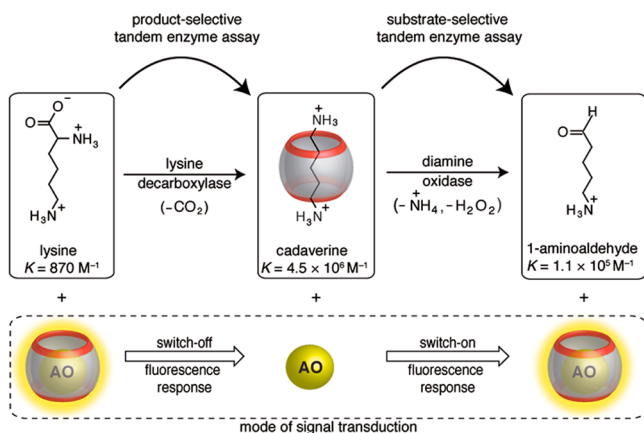 product-selective
tandem enzyme assay
substrate-selective
tandem enzyme assay
O⁻
O
+
NH₃
H₃N
+
lysine
K = 870 M⁻¹
lysine
decarboxylase
(−CO₂)
+
NH₃
H₃N
+
cadaverine
K = 4.5 × 10⁶ M⁻¹
diamine
oxidase
(−N⁺H₄, −H₂O₂)
H
O
H₃N
+
1-aminoaldehyde
K = 1.1 × 10⁵ M⁻¹
+
+
+
AO
switch-off
fluorescence
response
AO
switch-on
fluorescence
response
AO
mode of signal transduction